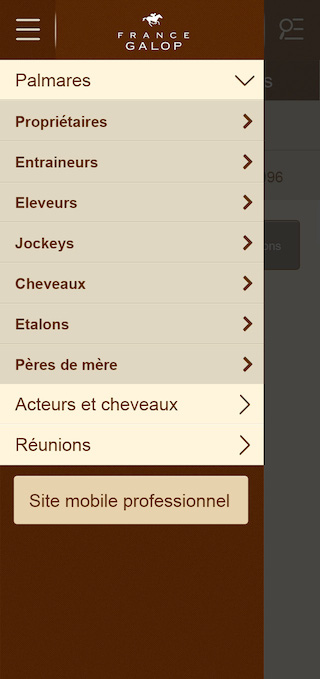 FRANCE
GALOP
Palmares
s
Propriétaires
Entraineurs
Eleveurs
96
Jockeys
ons
Cheveaux
Etalons
Pères de mère
Acteurs et cheveaux
Réunions
Site mobile professionnel